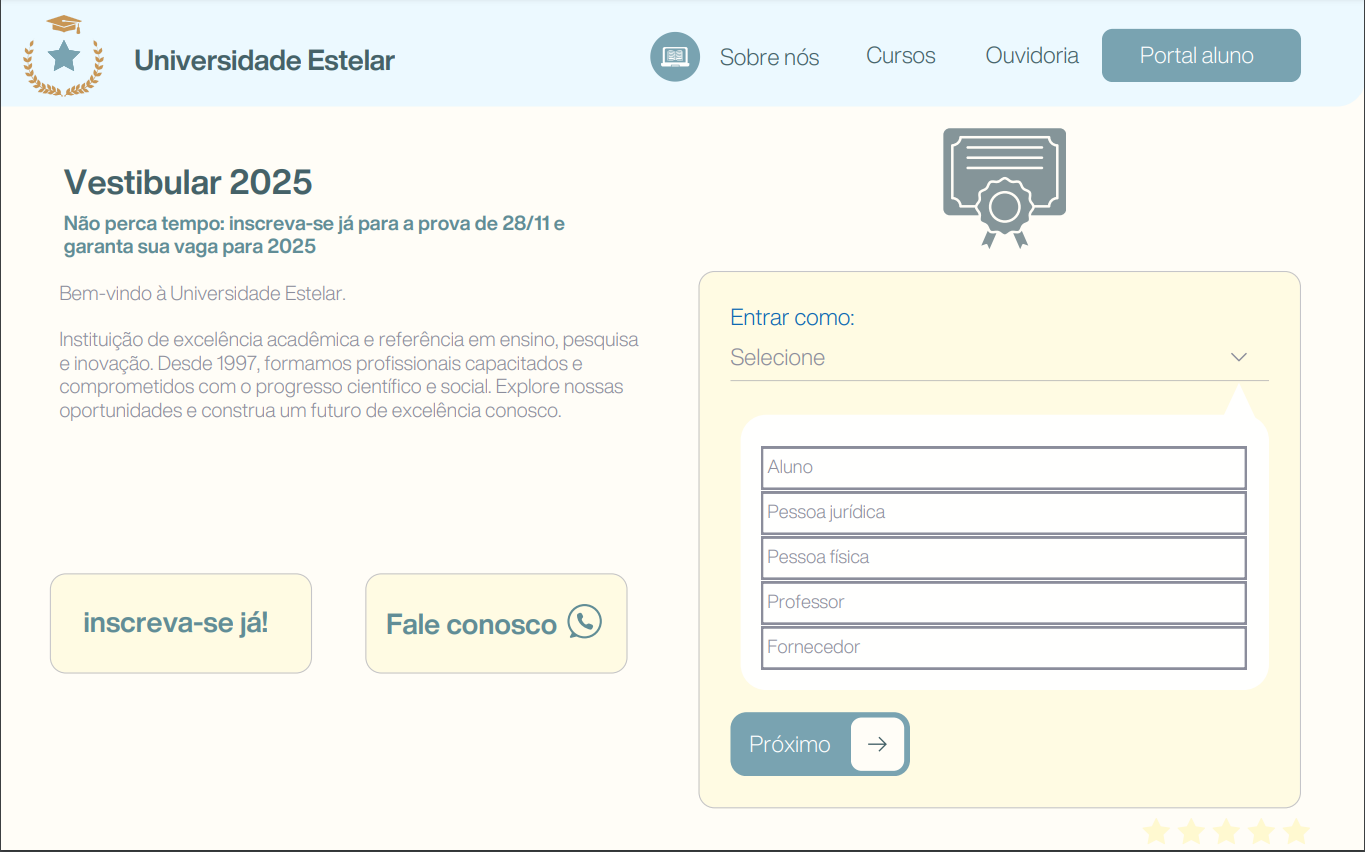 Universidade Estelar
Sobre nós
Cursos
Ouvidoria
Portal aluno
Vestibular 2025
Não perca tempo: inscreva-se já para a prova de 28/11 e
garanta sua vaga para 2025
Bem-vindo à Universidade Estelar.
Instituição de excelência acadêmica e referência em ensino, pesquisa
e inovação. Desde 1997, formamos profissionais capacitados e
comprometidos com o progresso científico e social. Explore nossas
oportunidades e construa um futuro de excelência conosco.
inscreva-se já!
Fale conosco
Entrar como:
Selecione
Aluno
Pessoa jurídica
Pessoa física
Professor
Fornecedor
Próximo